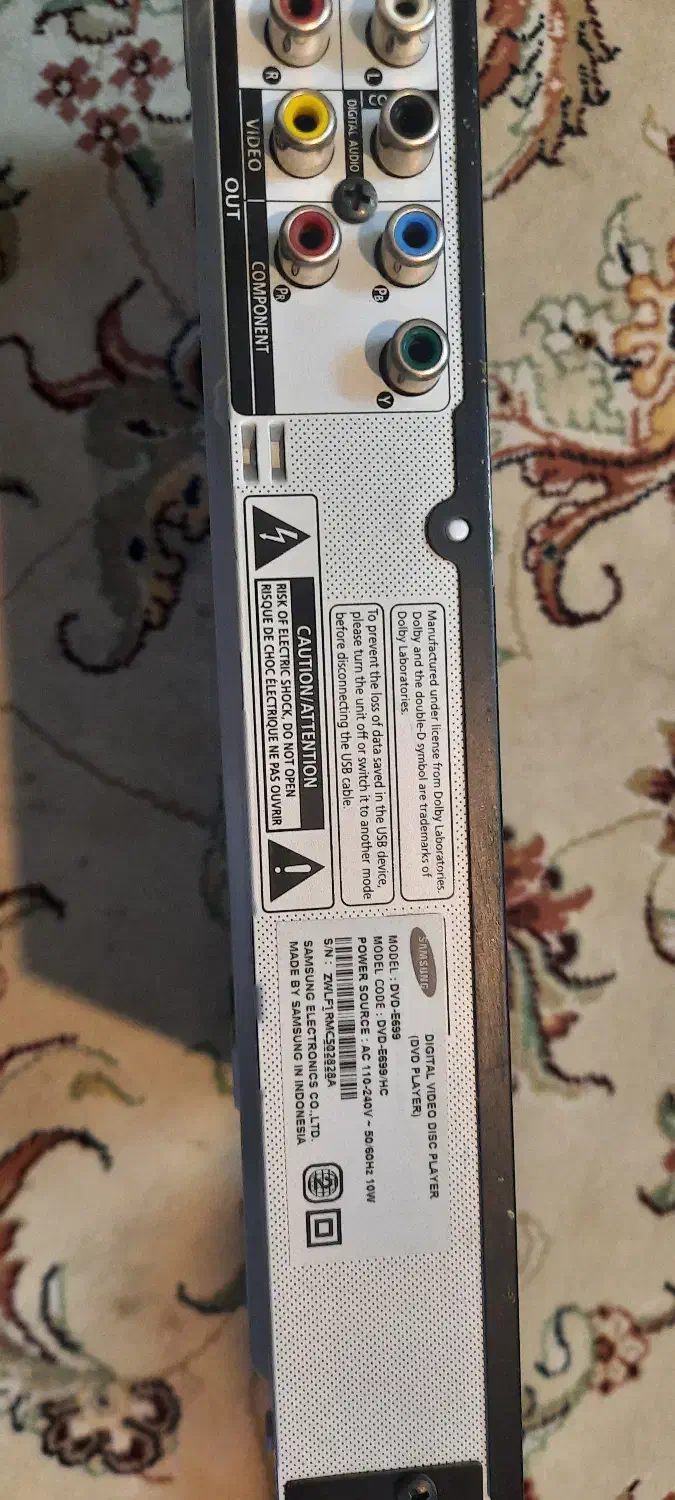 R
L
VIDEO
DIGITAL AUDIO
OUT
COMPONENT
PR
PB
Y
CAUTION/ATTENTION
RISK OF ELECTRIC SHOCK, DO NOT OPEN
RISQUE DE CHOC ÉLECTRIQUE NE PAS OUVRIR
Manufactured under license from Dolby Laboratories.
Dolby and the double-D symbol are trademarks of
Dolby Laboratories.
To prevent the loss of data saved in the USB device,
please turn the unit off or switch it to another mode
before disconnecting the USB cable.
SAMSUNG
DIGITAL VIDEO DISC PLAYER
(DVD PLAYER)
MODEL : DVD-E699
MODEL CODE : DVD-E699/HC
POWER SOURCE : AC 110-240V ~ 50/60Hz 10W
S/N : ZWLF1RMC502828A
SAMSUNG ELECTRONICS CO.,LTD.
MADE BY SAMSUNG IN INDONESIA